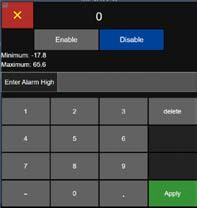 0
Enable Disable
Minimum: -17.8
Maximum: 65.6
Enter Alarm High
1 2 3 delete
4 5 6
7 8 9
- 0 . Apply